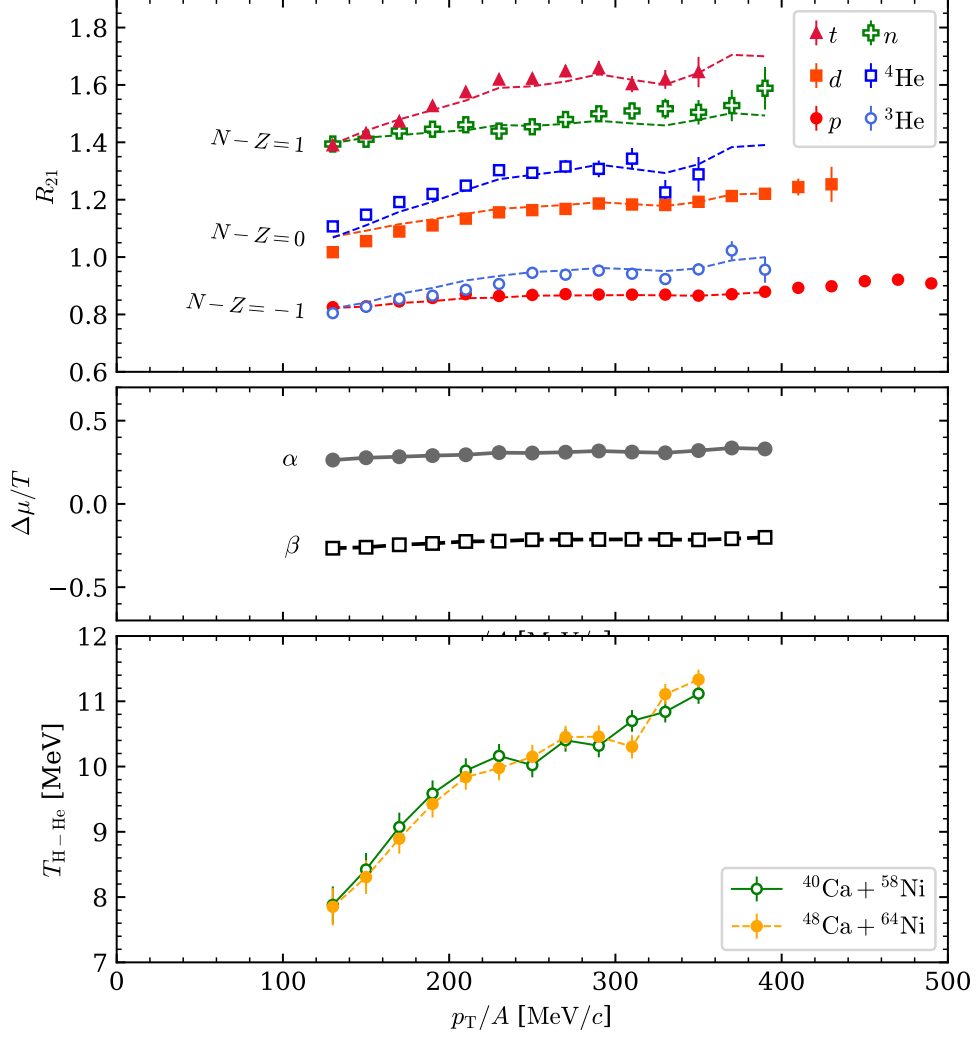 1.8
1.6
1.4
1.2
1.0
0.8
0.6
R21
t
n
d
4He
p
3He
N−Z=1
N−Z=0
N−Z=−1
0.5
0.0
−0.5
Δμ/T
α
β
12
11
10
9
8
7
TH−He [MeV]
40Ca+58Ni
48Ca+64Ni
0 100 200 300 400 500
pT/A [MeV/c]